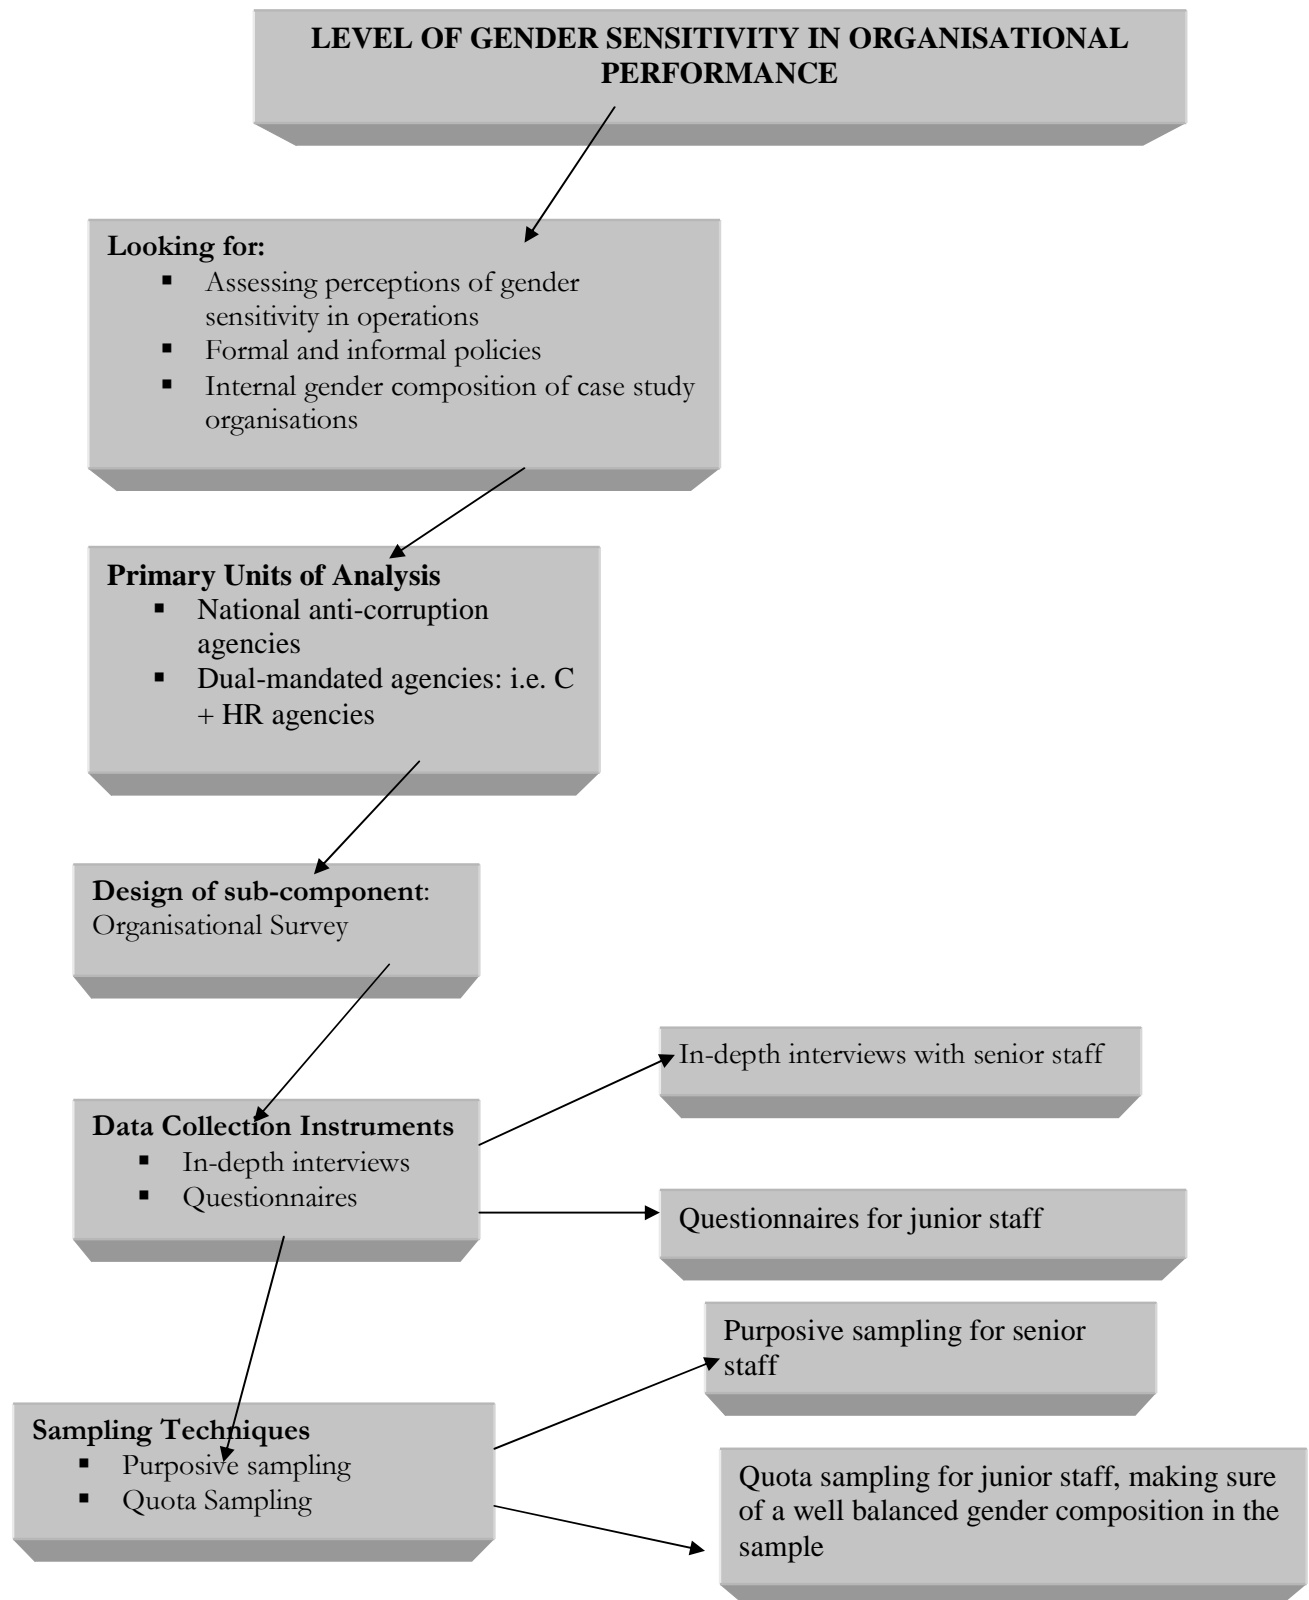 LEVEL OF GENDER SENSITIVITY IN ORGANISATIONAL
PERFORMANCE
Looking for:
▪ Assessing perceptions of gender
sensitivity in operations
▪ Formal and informal policies
▪ Internal gender composition of case study
organisations
Primary Units of Analysis
▪ National anti-corruption
agencies
▪ Dual-mandated agencies: i.e. C
+ HR agencies
Design of sub-component:
Organisational Survey
Data Collection Instruments
▪ In-depth interviews
▪ Questionnaires
In-depth interviews with senior staff
Questionnaires for junior staff
Sampling Techniques
▪ Purposive sampling
▪ Quota Sampling
Purposive sampling for senior
staff
Quota sampling for junior staff, making sure
of a well balanced gender composition in the
sample